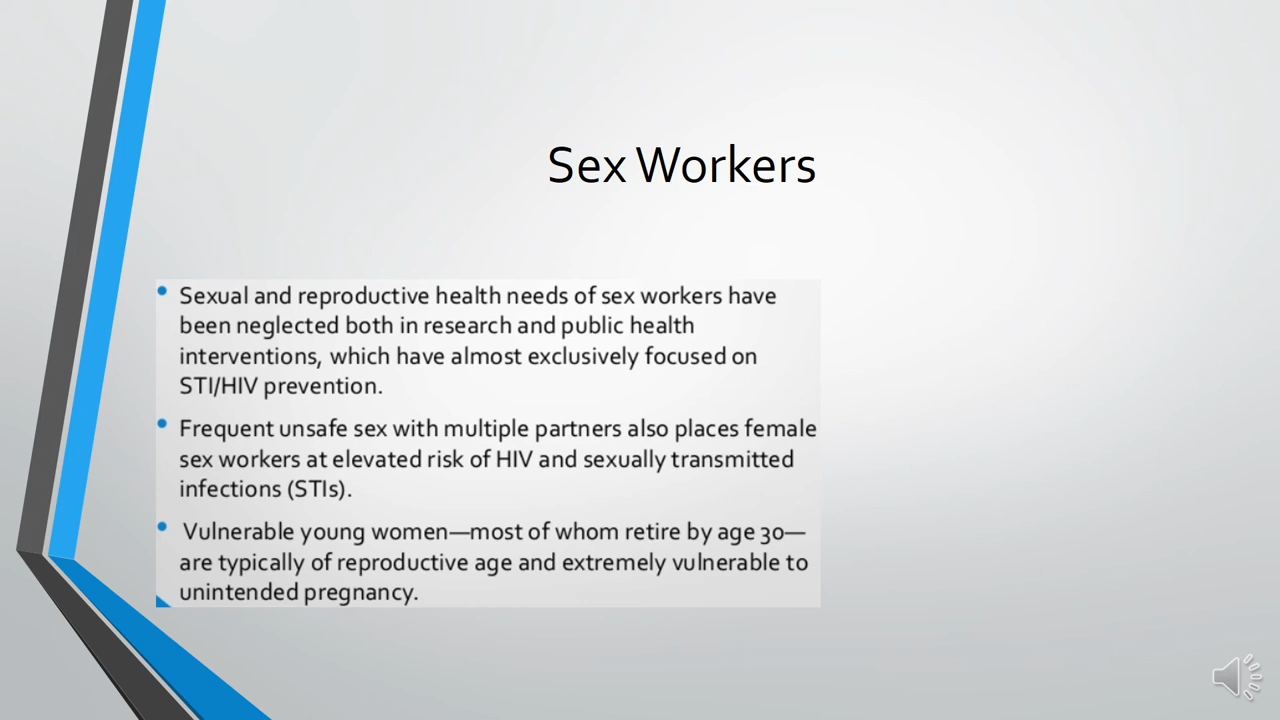 Sex Workers
• Sexual and reproductive health needs of sex workers have
been neglected both in research and public health
interventions, which have almost exclusively focused on
STI/HIV prevention.
• Frequent unsafe sex with multiple partners also places female
sex workers at elevated risk of HIV and sexually transmitted
infections (STIs).
• Vulnerable young women—most of whom retire by age 30—
are typically of reproductive age and extremely vulnerable to
unintended pregnancy.